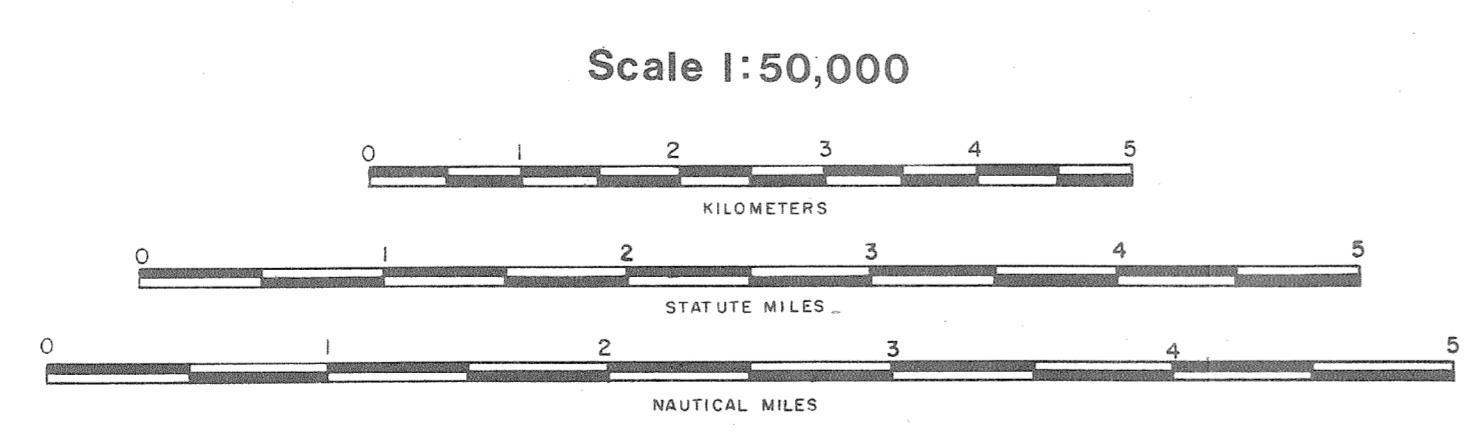 Scale 1:50,000
0 1 2 3 4 5
KILOMETERS
0 1 2 3 4 5
STATUTE MILES
0 1 2 3 4 5
NAUTICAL MILES